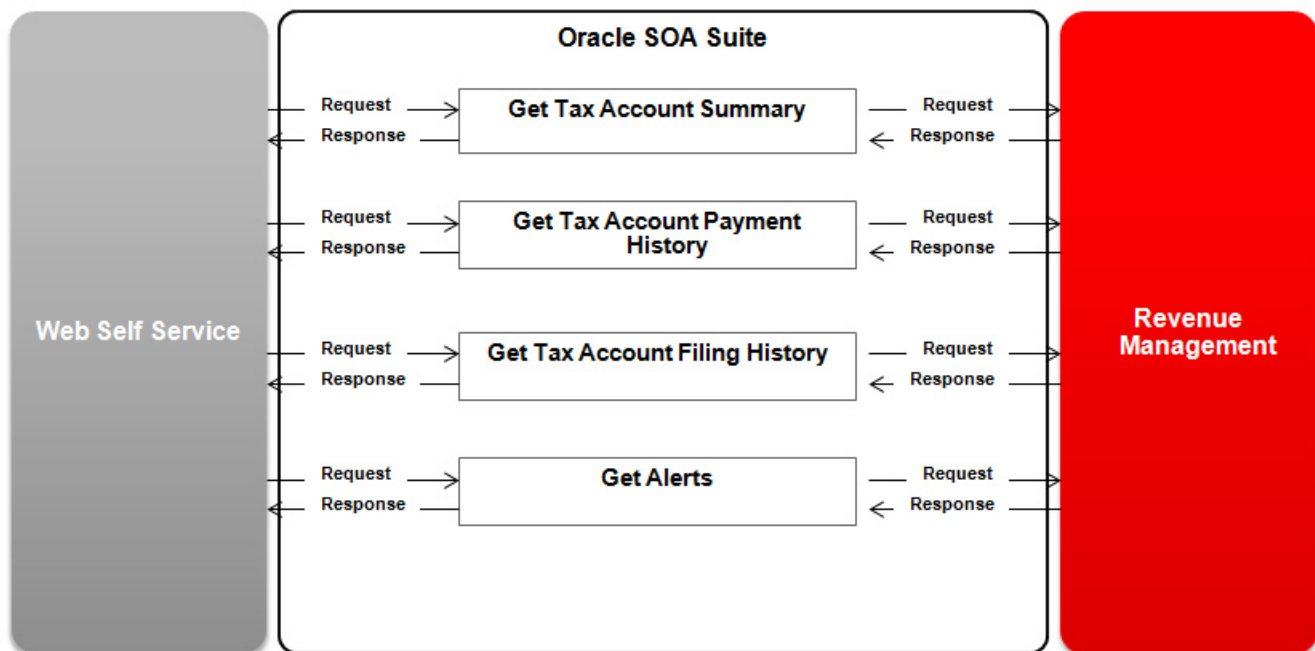 Oracle SOA Suite
Request
Get Tax Account Summary
Request
Response
Response
Request
Get Tax Account Payment
History
Request
Response
Response
Web Self Service
Revenue
Management
Request
Get Tax Account Filing History
Request
Response
Response
Request
Get Alerts
Request
Response
Response